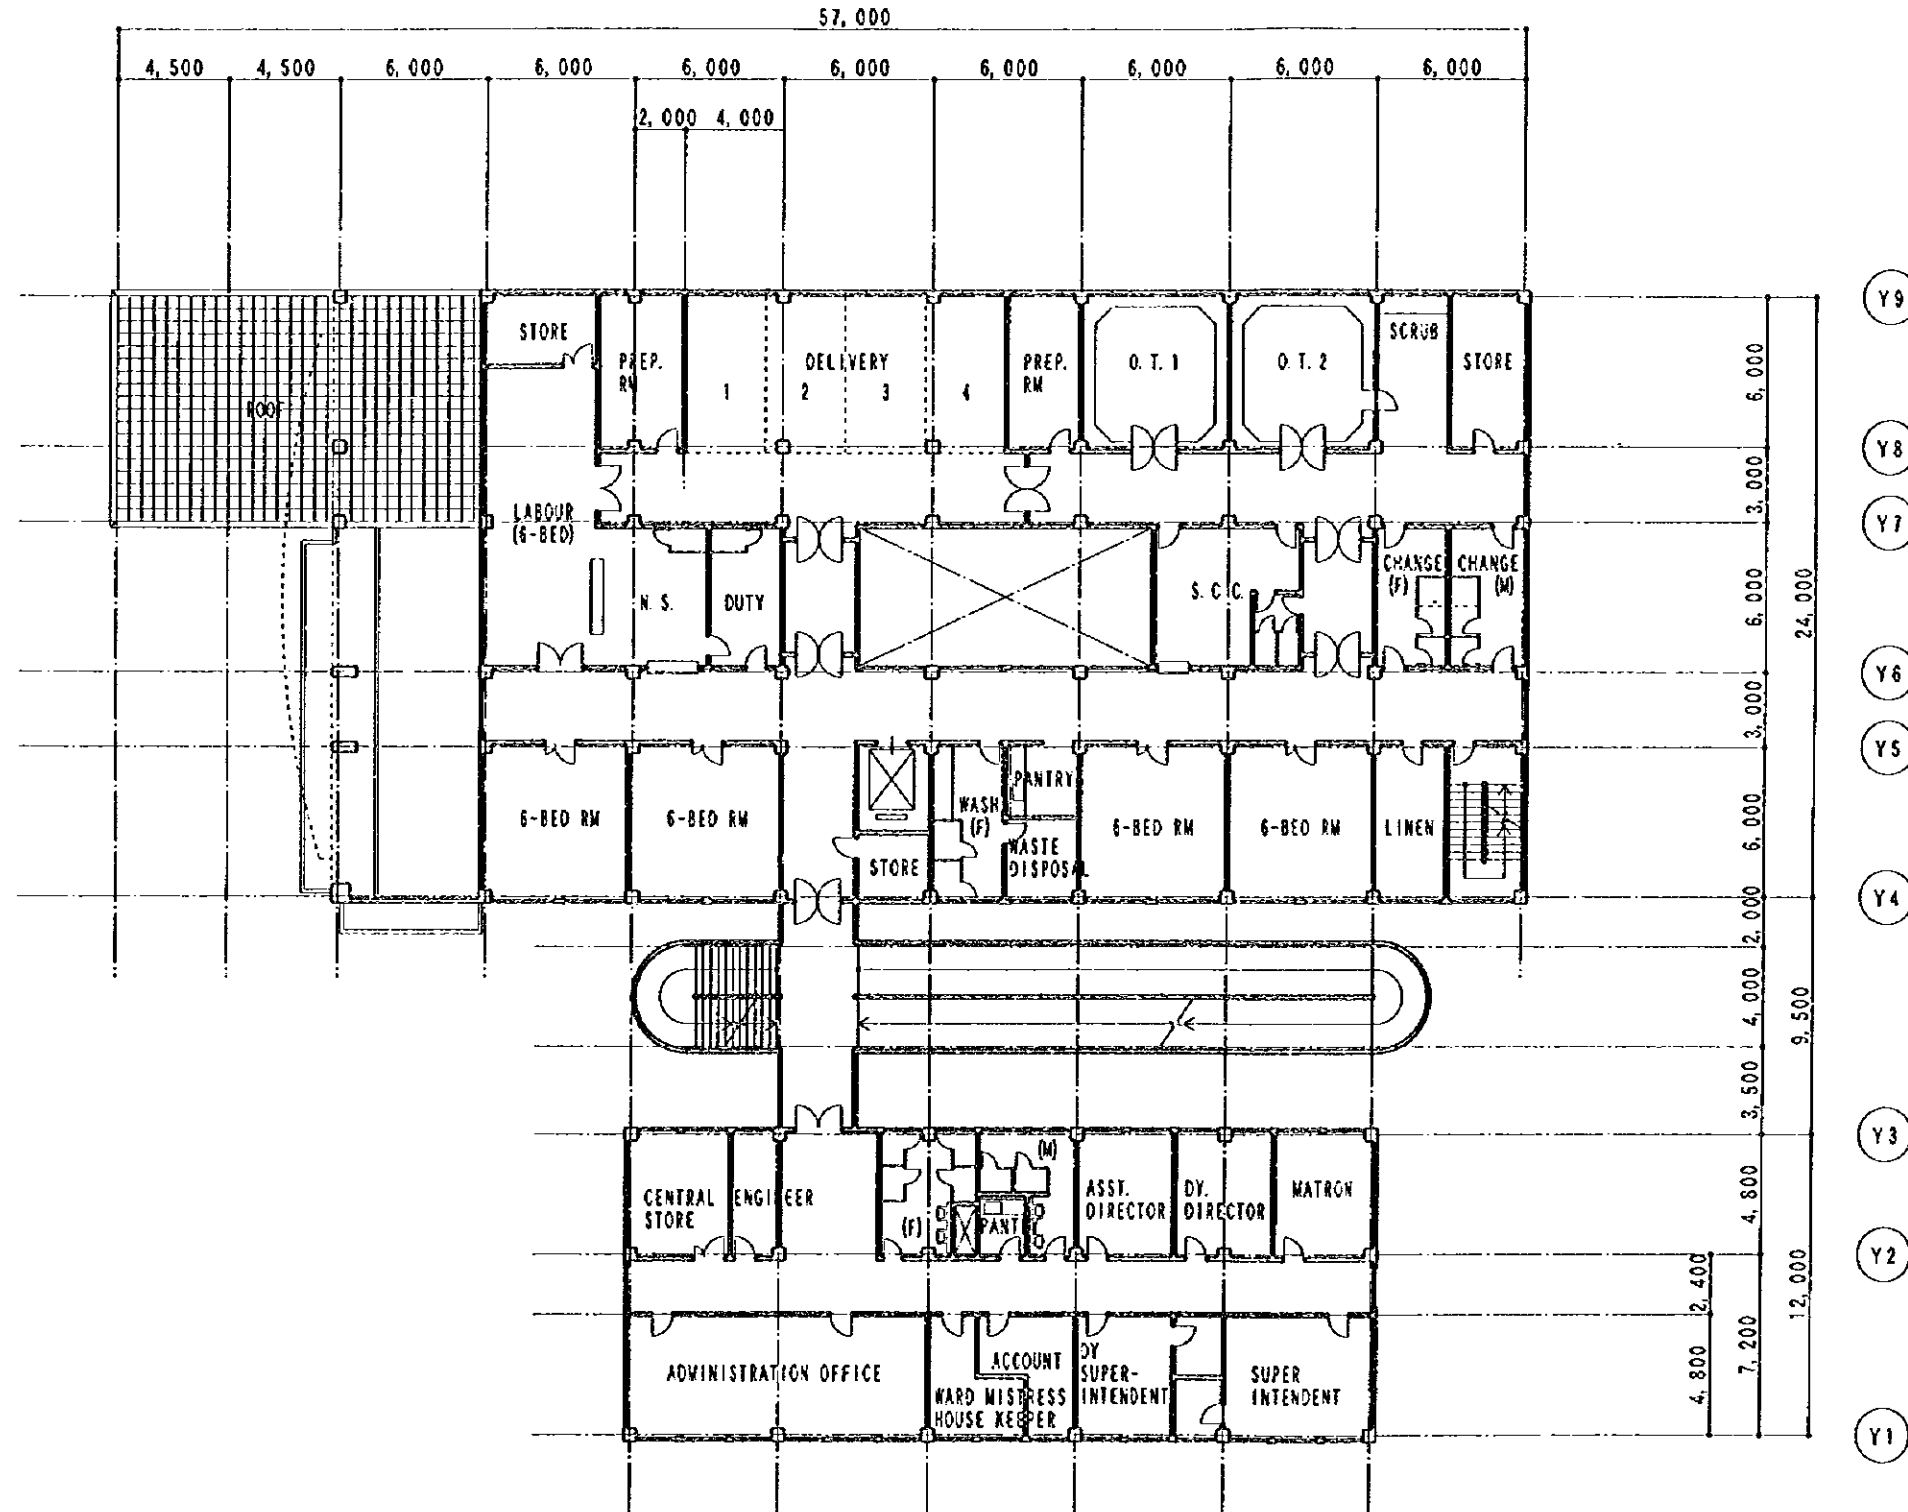 57,000
4,500 4,500 6,000 6,000 6,000 6,000 6,000 6,000 6,000 6,000
2,000 4,000
Y9
STORE
PREP. RM
DELIVERY
1 2 3 4
PREP. RM
O.T.1
O.T.2
SCRUB
STORE
6,000
ROOF
Y8
3,000
LABOUR
(6-BED)
Y7
N.S.
DUTY
S.C.C.
CHANGE
(F)
CHANGE
(M)
6,000
24,000
Y6
3,000
Y5
6-BED RM
6-BED RM
STORE
WASH
(F)
PANTRY
WASTE
DISPOSAL
6-BED RM
6-BED RM
LINEN
6,000
Y4
2,000
4,000
9,500
3,500
Y3
CENTRAL
STORE
ENGINEER
(F)
(M)
PANT
ASST.
DIRECTOR
DY.
DIRECTOR
MATRON
4,800
Y2
2,400
12,000
7,200
4,800
ADMINISTRATION OFFICE
ACCOUNT
WARD MISTRESS
HOUSE KEEPER
DY
SUPER-
INTENDENT
SUPER
INTENDENT
Y1